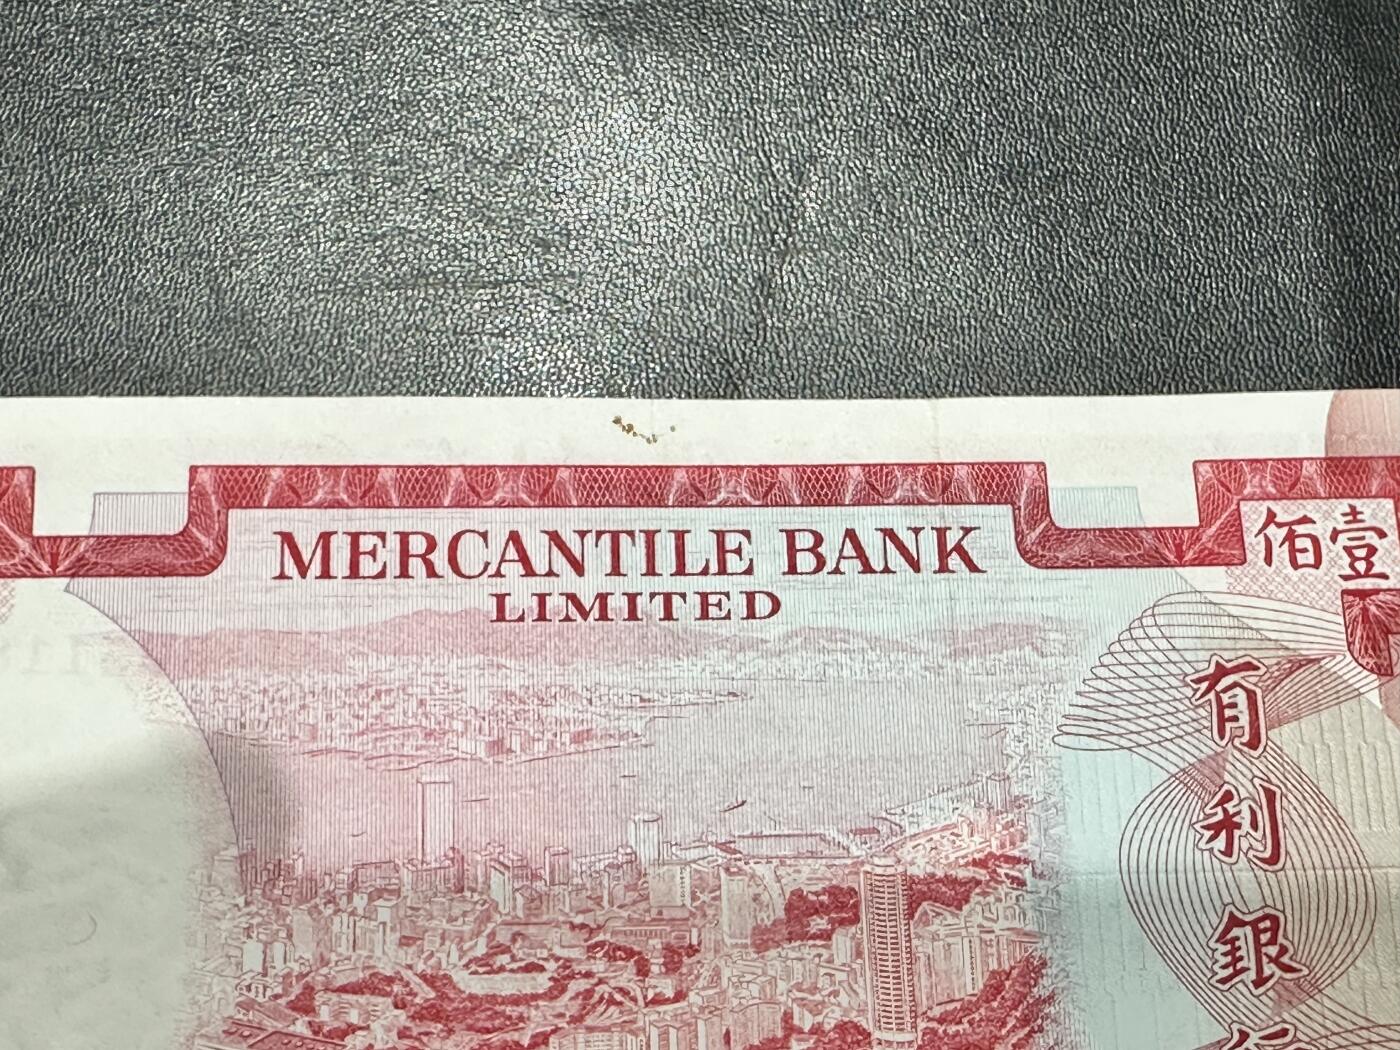 MERCANTILE BANK
LIMITED
佰壹
有利銀